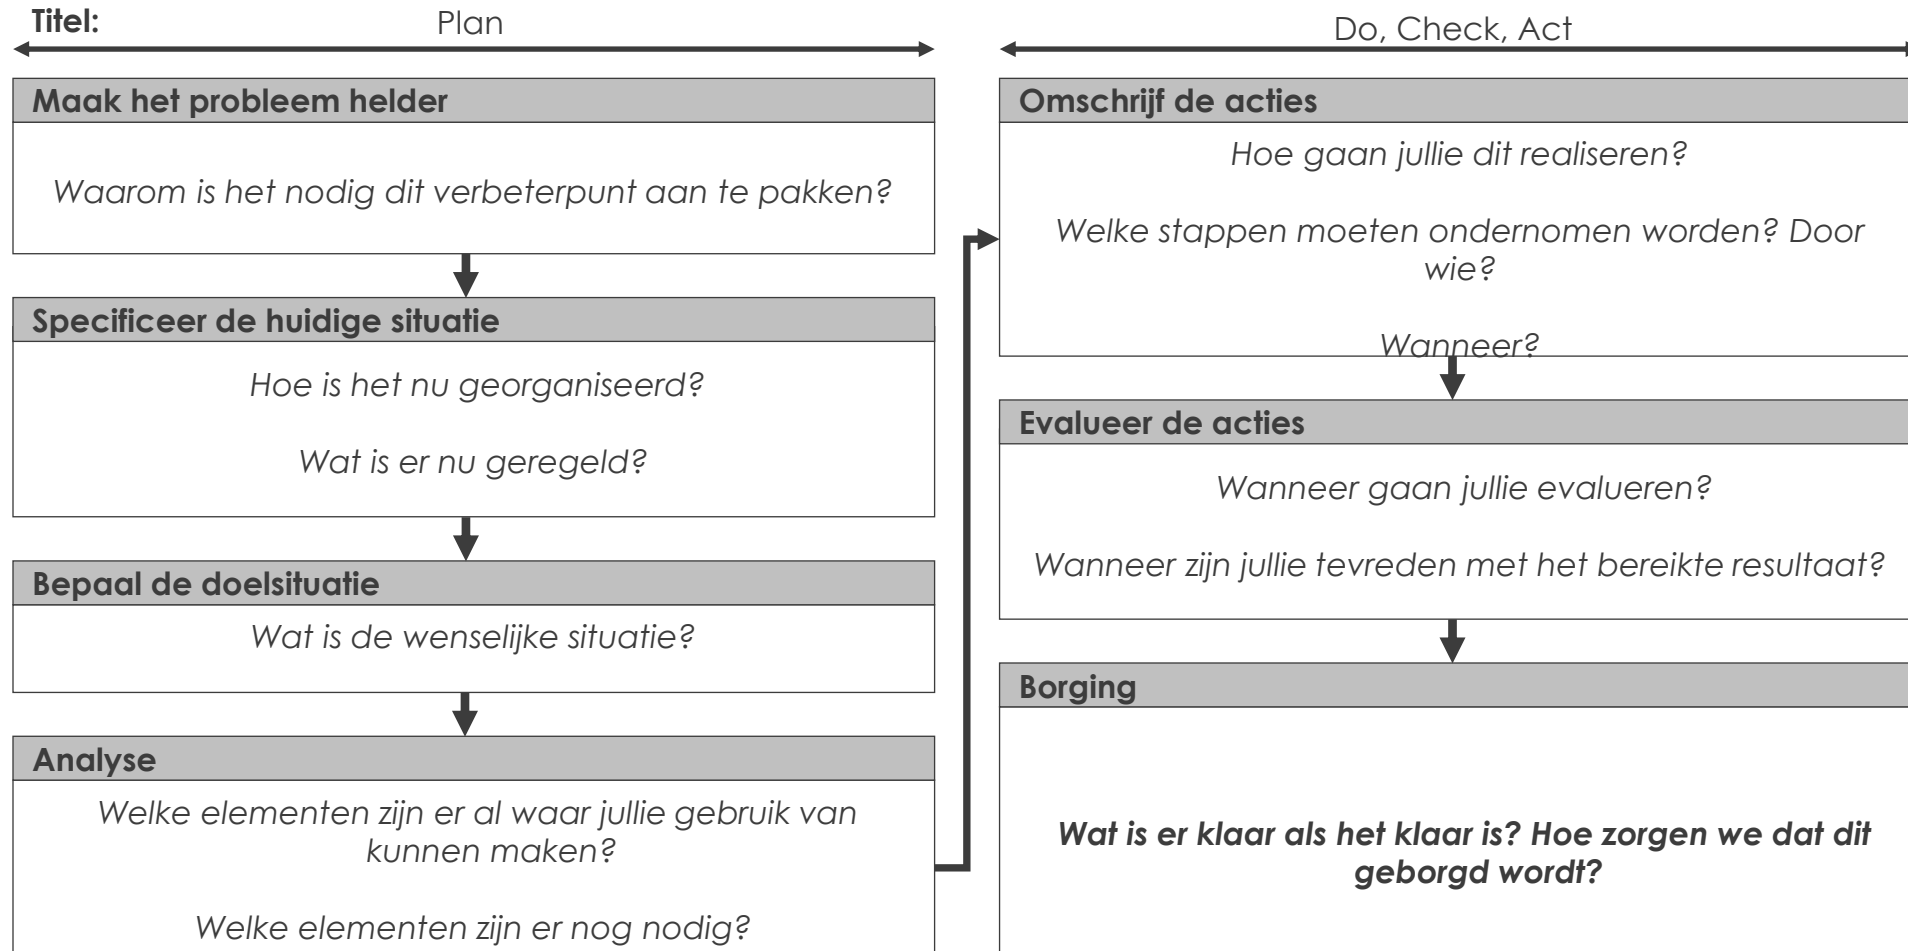 Titel:
Plan
Maak het probleem helder
Waarom is het nodig dit verbeterpunt aan te pakken?
Specificeer de huidige situatie
Hoe is het nu georganiseerd?
Wat is er nu geregeld?
Bepaal de doelsituatie
Wat is de wenselijke situatie?
Analyse
Welke elementen zijn er al waar jullie gebruik van
kunnen maken?
Welke elementen zijn er nog nodig?
Do, Check, Act
Omschrijf de acties
Hoe gaan jullie dit realiseren?
Welke stappen moeten ondernomen worden? Door
wie?
Wanneer?
Evalueer de acties
Wanneer gaan jullie evalueren?
Wanneer zijn jullie tevreden met het bereikte resultaat?
Borging
Wat is er klaar als het klaar is? Hoe zorgen we dat dit
geborgd wordt?